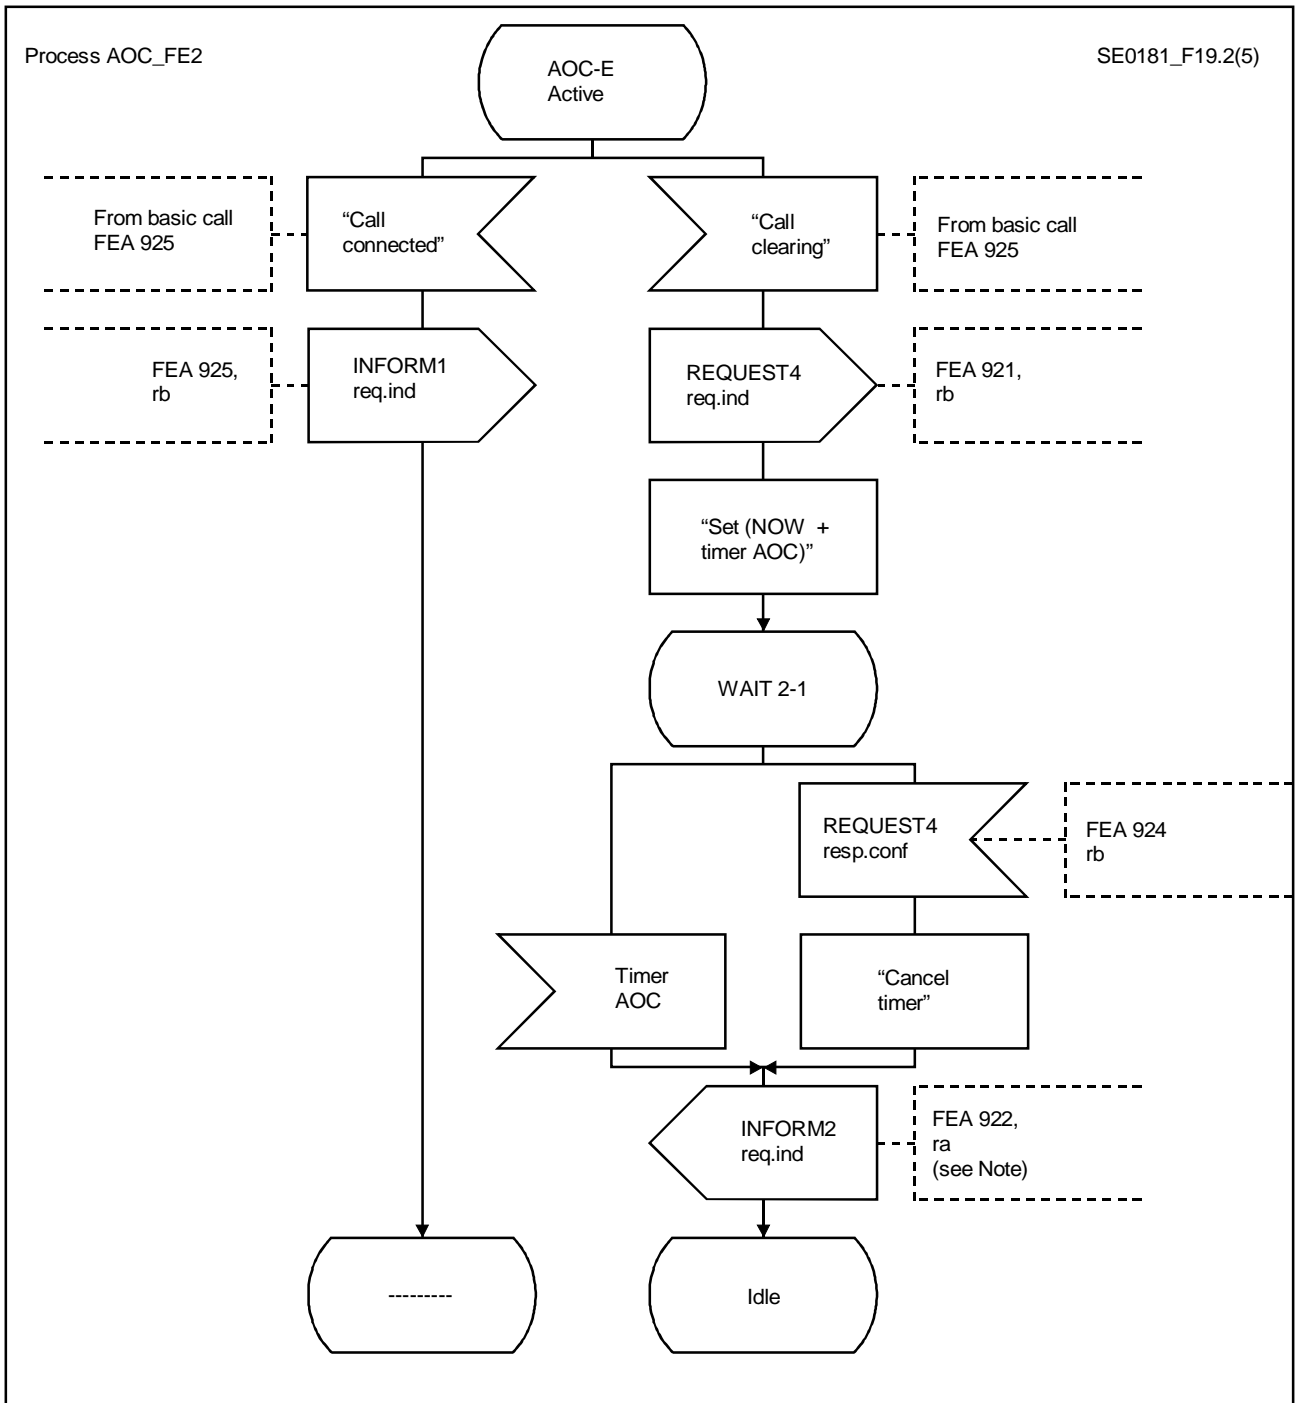 Process AOC_FE2
SE0181_F19.2(5)
AOC-E
Active
From basic call
FEA 925
“Call
connected”
“Call
clearing”
From basic call
FEA 925
FEA 925,
rb
INFORM1
req.ind
REQUEST4
req.ind
FEA 921,
rb
“Set (NOW +
timer AOC)”
WAIT 2-1
REQUEST4
resp.conf
FEA 924
rb
Timer
AOC
“Cancel
timer”
INFORM2
req.ind
FEA 922,
ra
(see Note)
---------
Idle